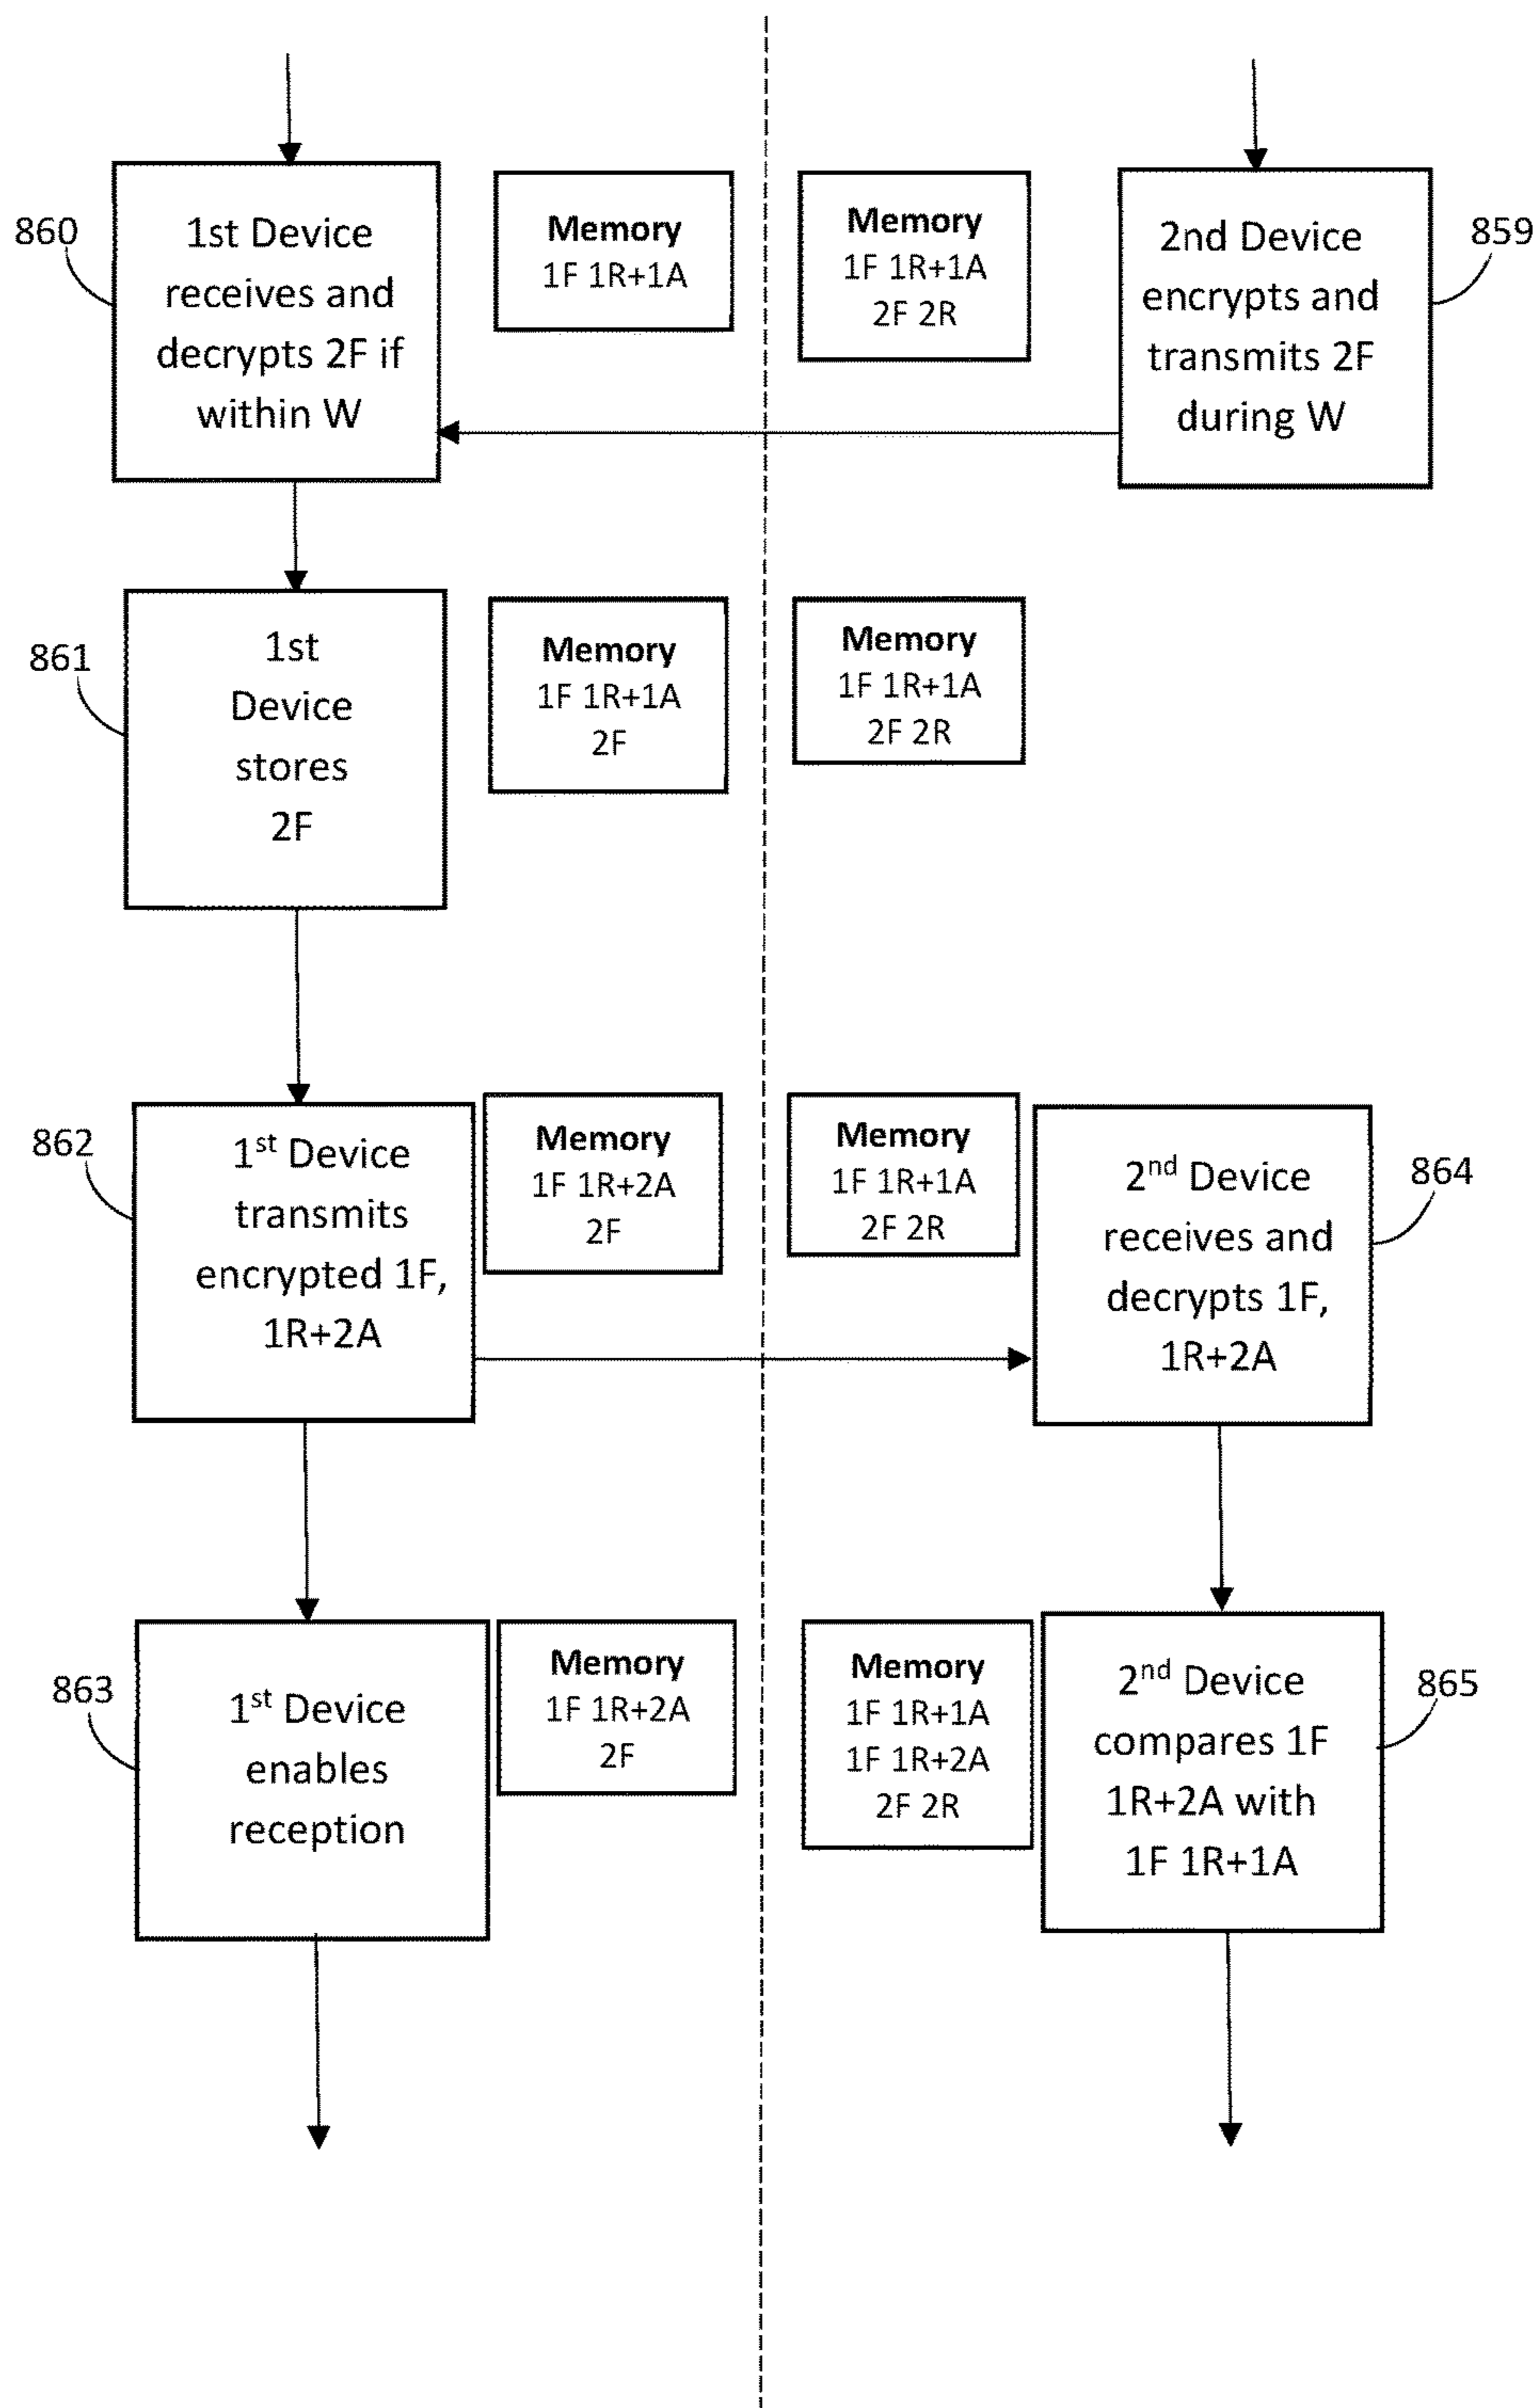 860
1st Device
receives and
decrypts 2F if
within W
Memory
1F 1R+1A
Memory
1F 1R+1A
2F 2R
2nd Device
encrypts and
transmits 2F
during W
859
861
1st
Device
stores
2F
Memory
1F 1R+1A
2F
Memory
1F 1R+1A
2F 2R
862
1st Device
transmits
encrypted 1F,
1R+2A
Memory
1F 1R+2A
2F
Memory
1F 1R+1A
2F 2R
2nd Device
receives and
decrypts 1F,
1R+2A
864
863
1st Device
enables
reception
Memory
1F 1R+2A
2F
Memory
1F 1R+1A
1F 1R+2A
2F 2R
2nd Device
compares 1F
1R+2A with
1F 1R+1A
865